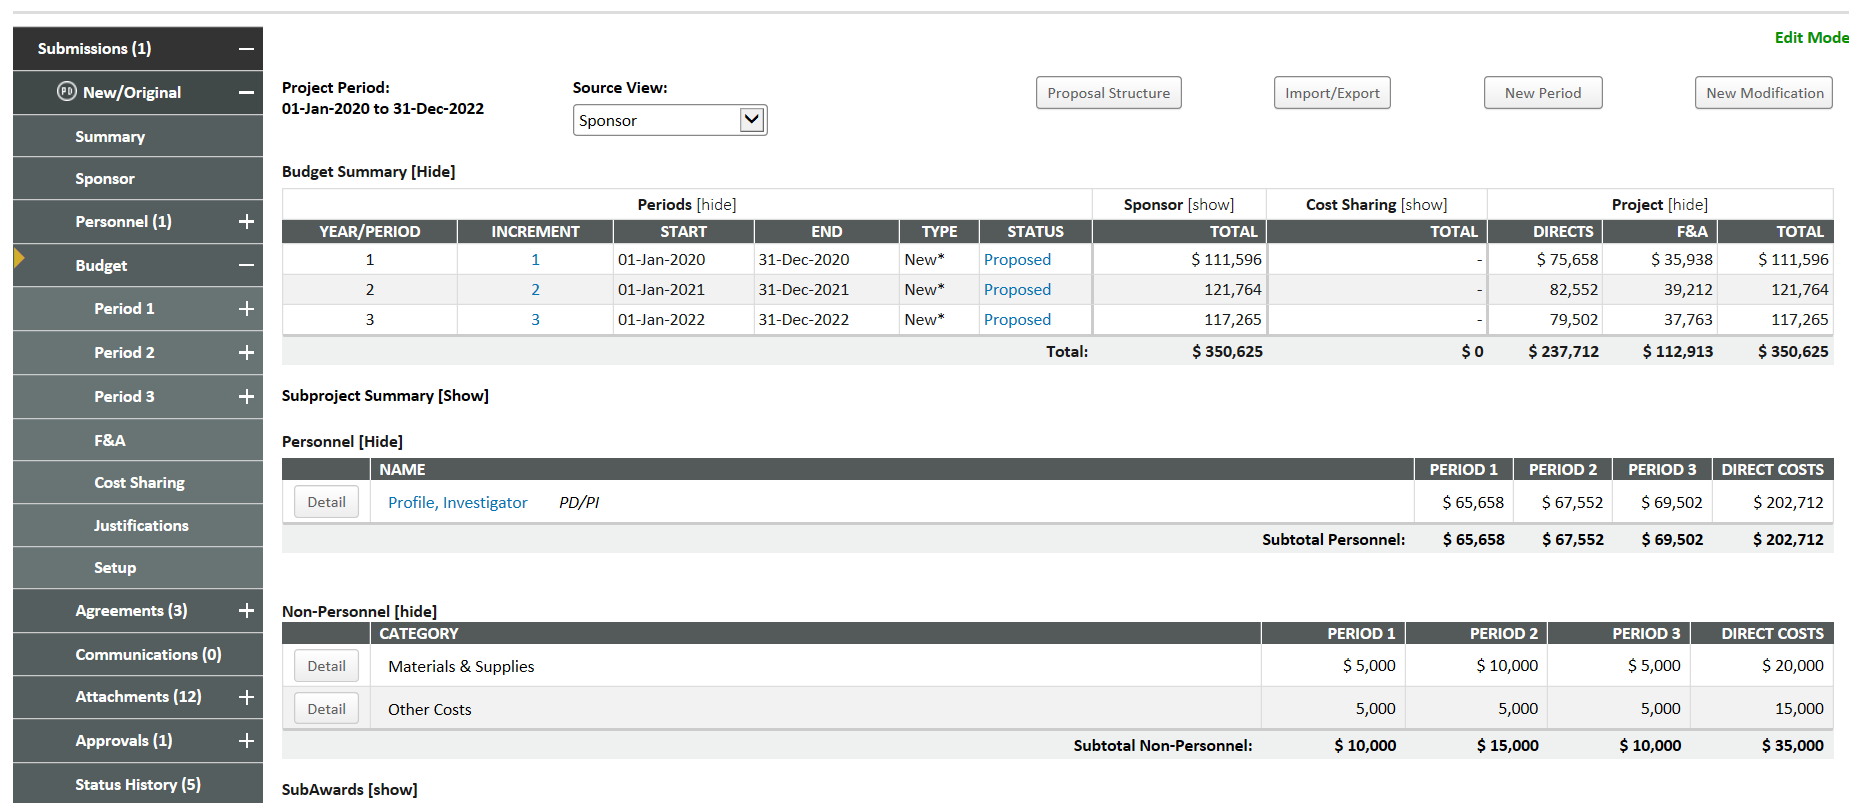 Submissions (1)
PD New/Original
Summary
Sponsor
Personnel (1)
Budget
Period 1
Period 2
Period 3
F&A
Cost Sharing
Justifications
Setup
Agreements (3)
Communications (0)
Attachments (12)
Approvals (1)
Status History (5)
Edit Mode
Project Period:
01-Jan-2020 to 31-Dec-2022
Source View:
Sponsor
Proposal Structure
Import/Export
New Period
New Modification
Budget Summary [Hide]
Periods [hide] Sponsor [show] Cost Sharing [show] Project [hide]
YEAR/PERIOD INCREMENT START END TYPE STATUS TOTAL TOTAL DIRECTS F&A TOTAL
1 1 01-Jan-2020 31-Dec-2020 New* Proposed $ 111,596 - $ 75,658 $ 35,938 $ 111,596
2 2 01-Jan-2021 31-Dec-2021 New* Proposed 121,764 - 82,552 39,212 121,764
3 3 01-Jan-2022 31-Dec-2022 New* Proposed 117,265 - 79,502 37,763 117,265
Total: $ 350,625 $ 0 $ 237,712 $ 112,913 $ 350,625
Subproject Summary [Show]
Personnel [Hide]
NAME PERIOD 1 PERIOD 2 PERIOD 3 DIRECT COSTS
Detail Profile, Investigator PD/PI $ 65,658 $ 67,552 $ 69,502 $ 202,712
Subtotal Personnel: $ 65,658 $ 67,552 $ 69,502 $ 202,712
Non-Personnel [hide]
CATEGORY PERIOD 1 PERIOD 2 PERIOD 3 DIRECT COSTS
Detail Materials & Supplies $ 5,000 $ 10,000 $ 5,000 $ 20,000
Detail Other Costs 5,000 5,000 5,000 15,000
Subtotal Non-Personnel: $ 10,000 $ 15,000 $ 10,000 $ 35,000
SubAwards [show]